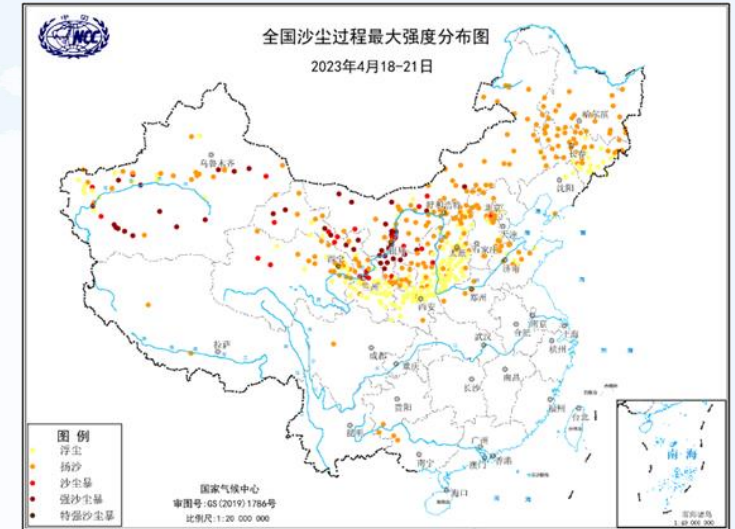 中国
NCC
全国沙尘过程最大强度分布图
2023年4月18-21日
哈尔滨
长春
乌鲁木齐
沈阳
呼和浩特
北京
天津
石家庄
太原
银川
西宁
济南
兰州
郑州
西安
拉萨
南京
合肥
上海
武汉
杭州
成都
重庆
南昌
长沙
贵阳
福州
台北
昆明
广州
南宁
澳门
香港
海口
图 例
浮尘
扬沙
沙尘暴
强沙尘暴
特强沙尘暴
国家气候中心
审图号:GS(2019)1786号
比例尺:1:20 000 000
南海
南海诸岛